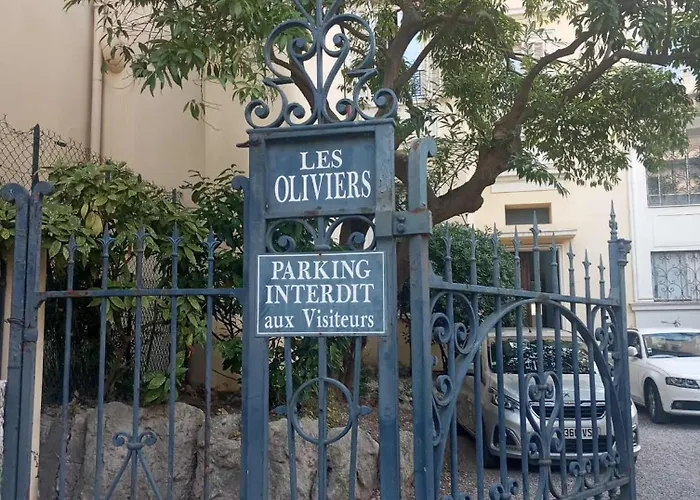 LES
OLIVIERS
PARKING
INTERDIT
aux Visiteurs